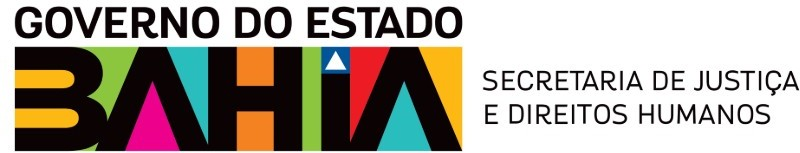 GOVERNO DO ESTADO
BAHIA
SECRETARIA DE JUSTIÇA
E DIREITOS HUMANOS